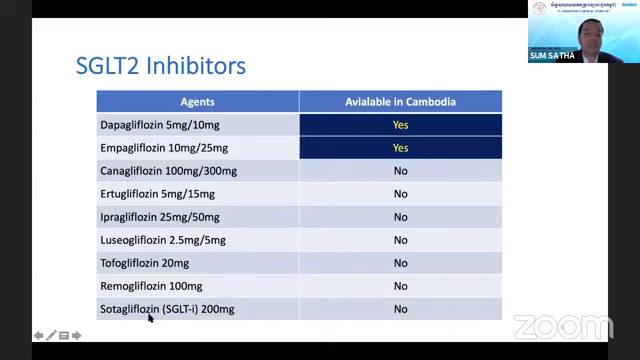 SUM SATHA
SGLT2 Inhibitors
Agents Avialable in Cambodia
Dapagliflozin 5mg/10mg Yes
Empagliflozin 10mg/25mg Yes
Canagliflozin 100mg/300mg No
Ertugliflozin 5mg/15mg No
Ipragliflozin 25mg/50mg No
Luseogliflozin 2.5mg/5mg No
Tofogliflozin 20mg No
Remogliflozin 100mg No
Sotagliflozin (SGLT-i) 200mg No
zoom